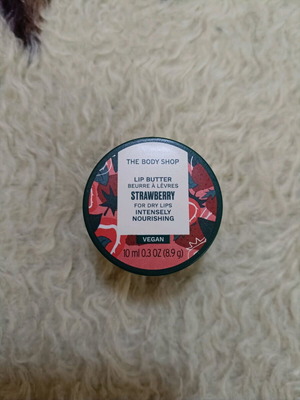 THE BODY SHOP
LIP BUTTER
BEURRE À LÈVRES
STRAWBERRY
FOR DRY LIPS
INTENSELY
NOURISHING
VEGAN
10 ml 0.3 OZ (8.9 g)